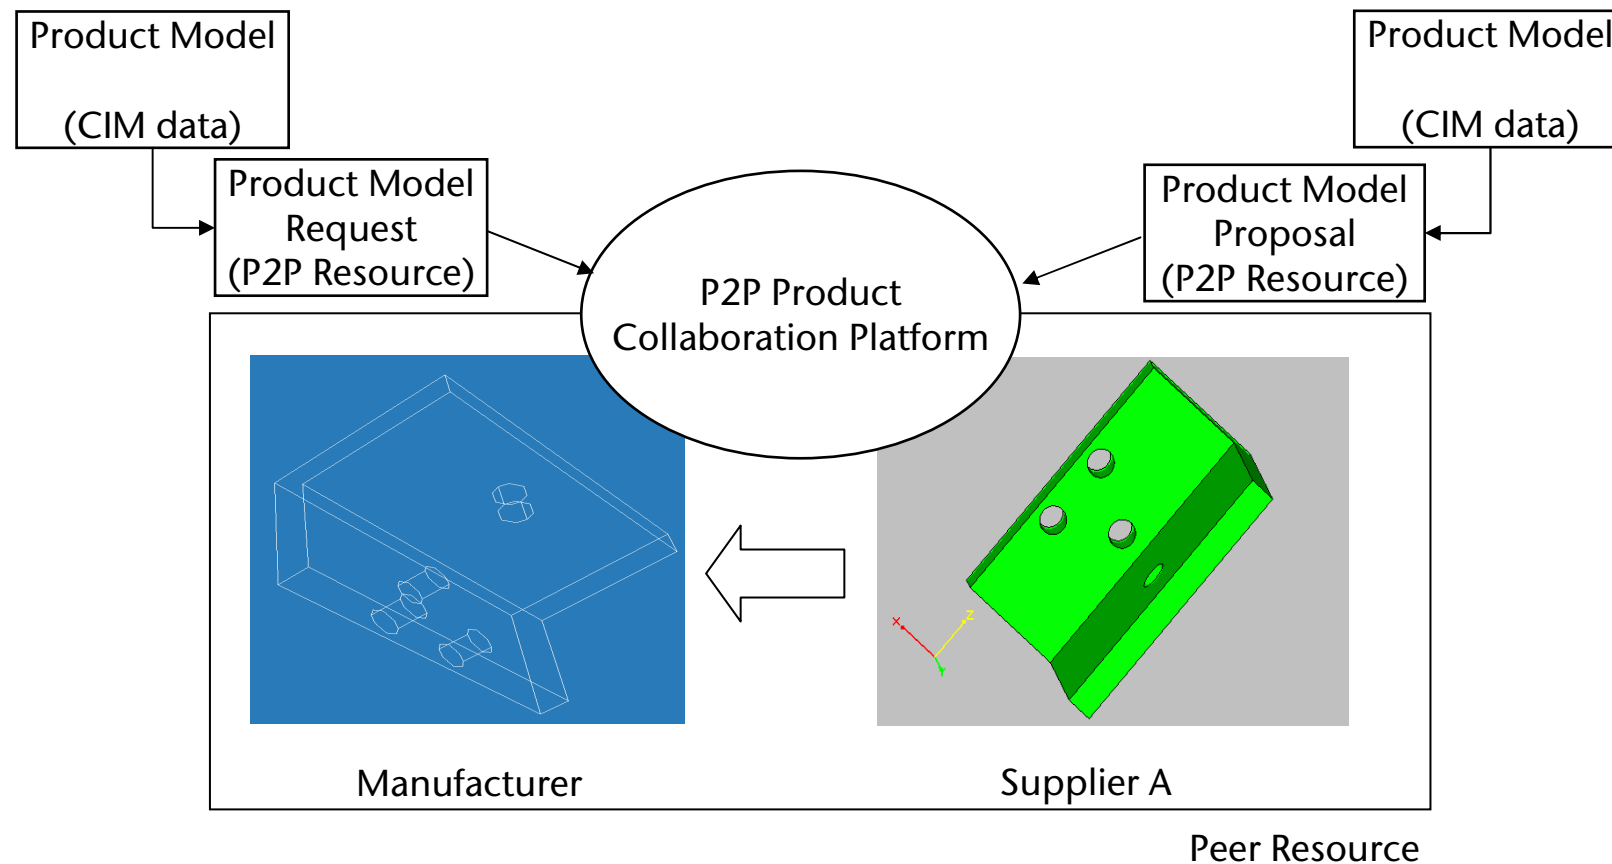 Product Model
(CIM data)
Product Model
(CIM data)
Product Model
Request
(P2P Resource)
Product Model
Proposal
(P2P Resource)
P2P Product
Collaboration Platform
X
Z
Y
Manufacturer
Supplier A
Peer Resource